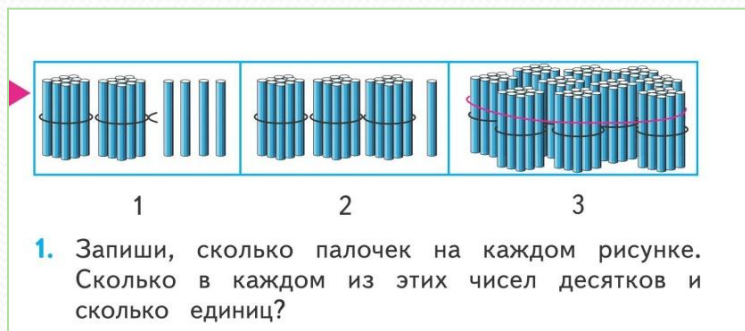 1 2 3
1. Запиши, сколько палочек на каждом рисунке.
Сколько в каждом из этих чисел десятков и
сколько единиц?